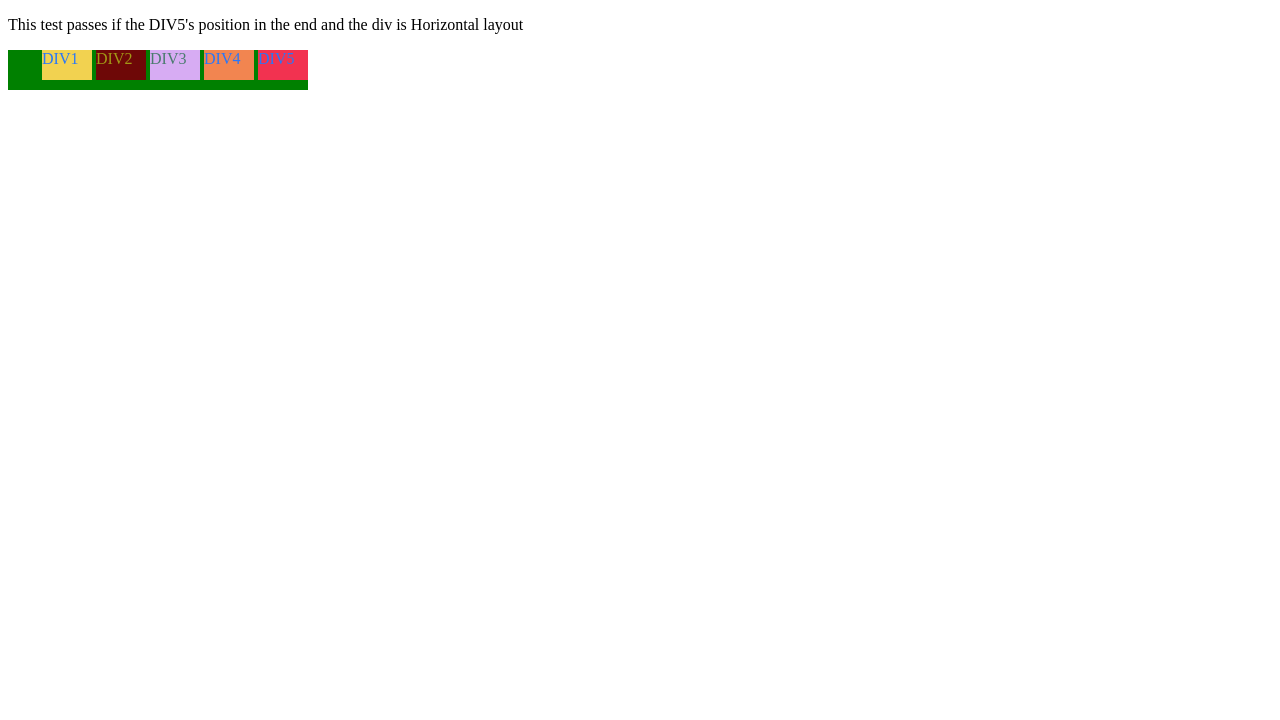 This test passes if the DIV5's position in the end and the div is Horizontal layout
DIV1 DIV2 DIV3 DIV4 DIV5